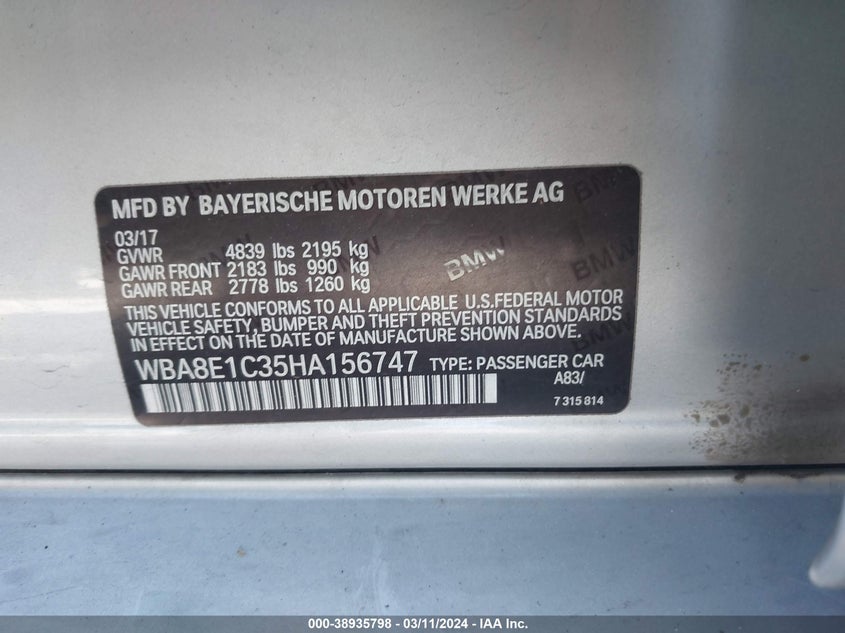 MFD BY BAYERISCHE MOTOREN WERKE AG
03/17
GVWR 4839 lbs 2195 kg
GAWR FRONT 2183 lbs 990 kg
GAWR REAR 2778 lbs 1260 kg
BMW
BMW
THIS VEHICLE CONFORMS TO ALL APPLICABLE U.S.FEDERAL MOTOR
VEHICLE SAFETY, BUMPER AND THEFT PREVENTION STANDARDS
IN EFFECT ON THE DATE OF MANUFACTURE SHOWN ABOVE.
WBA8E1C35HA156747 TYPE: PASSENGER CAR
A83/
7 315 814
000-38935798 - 03/11/2024 - IAA Inc.